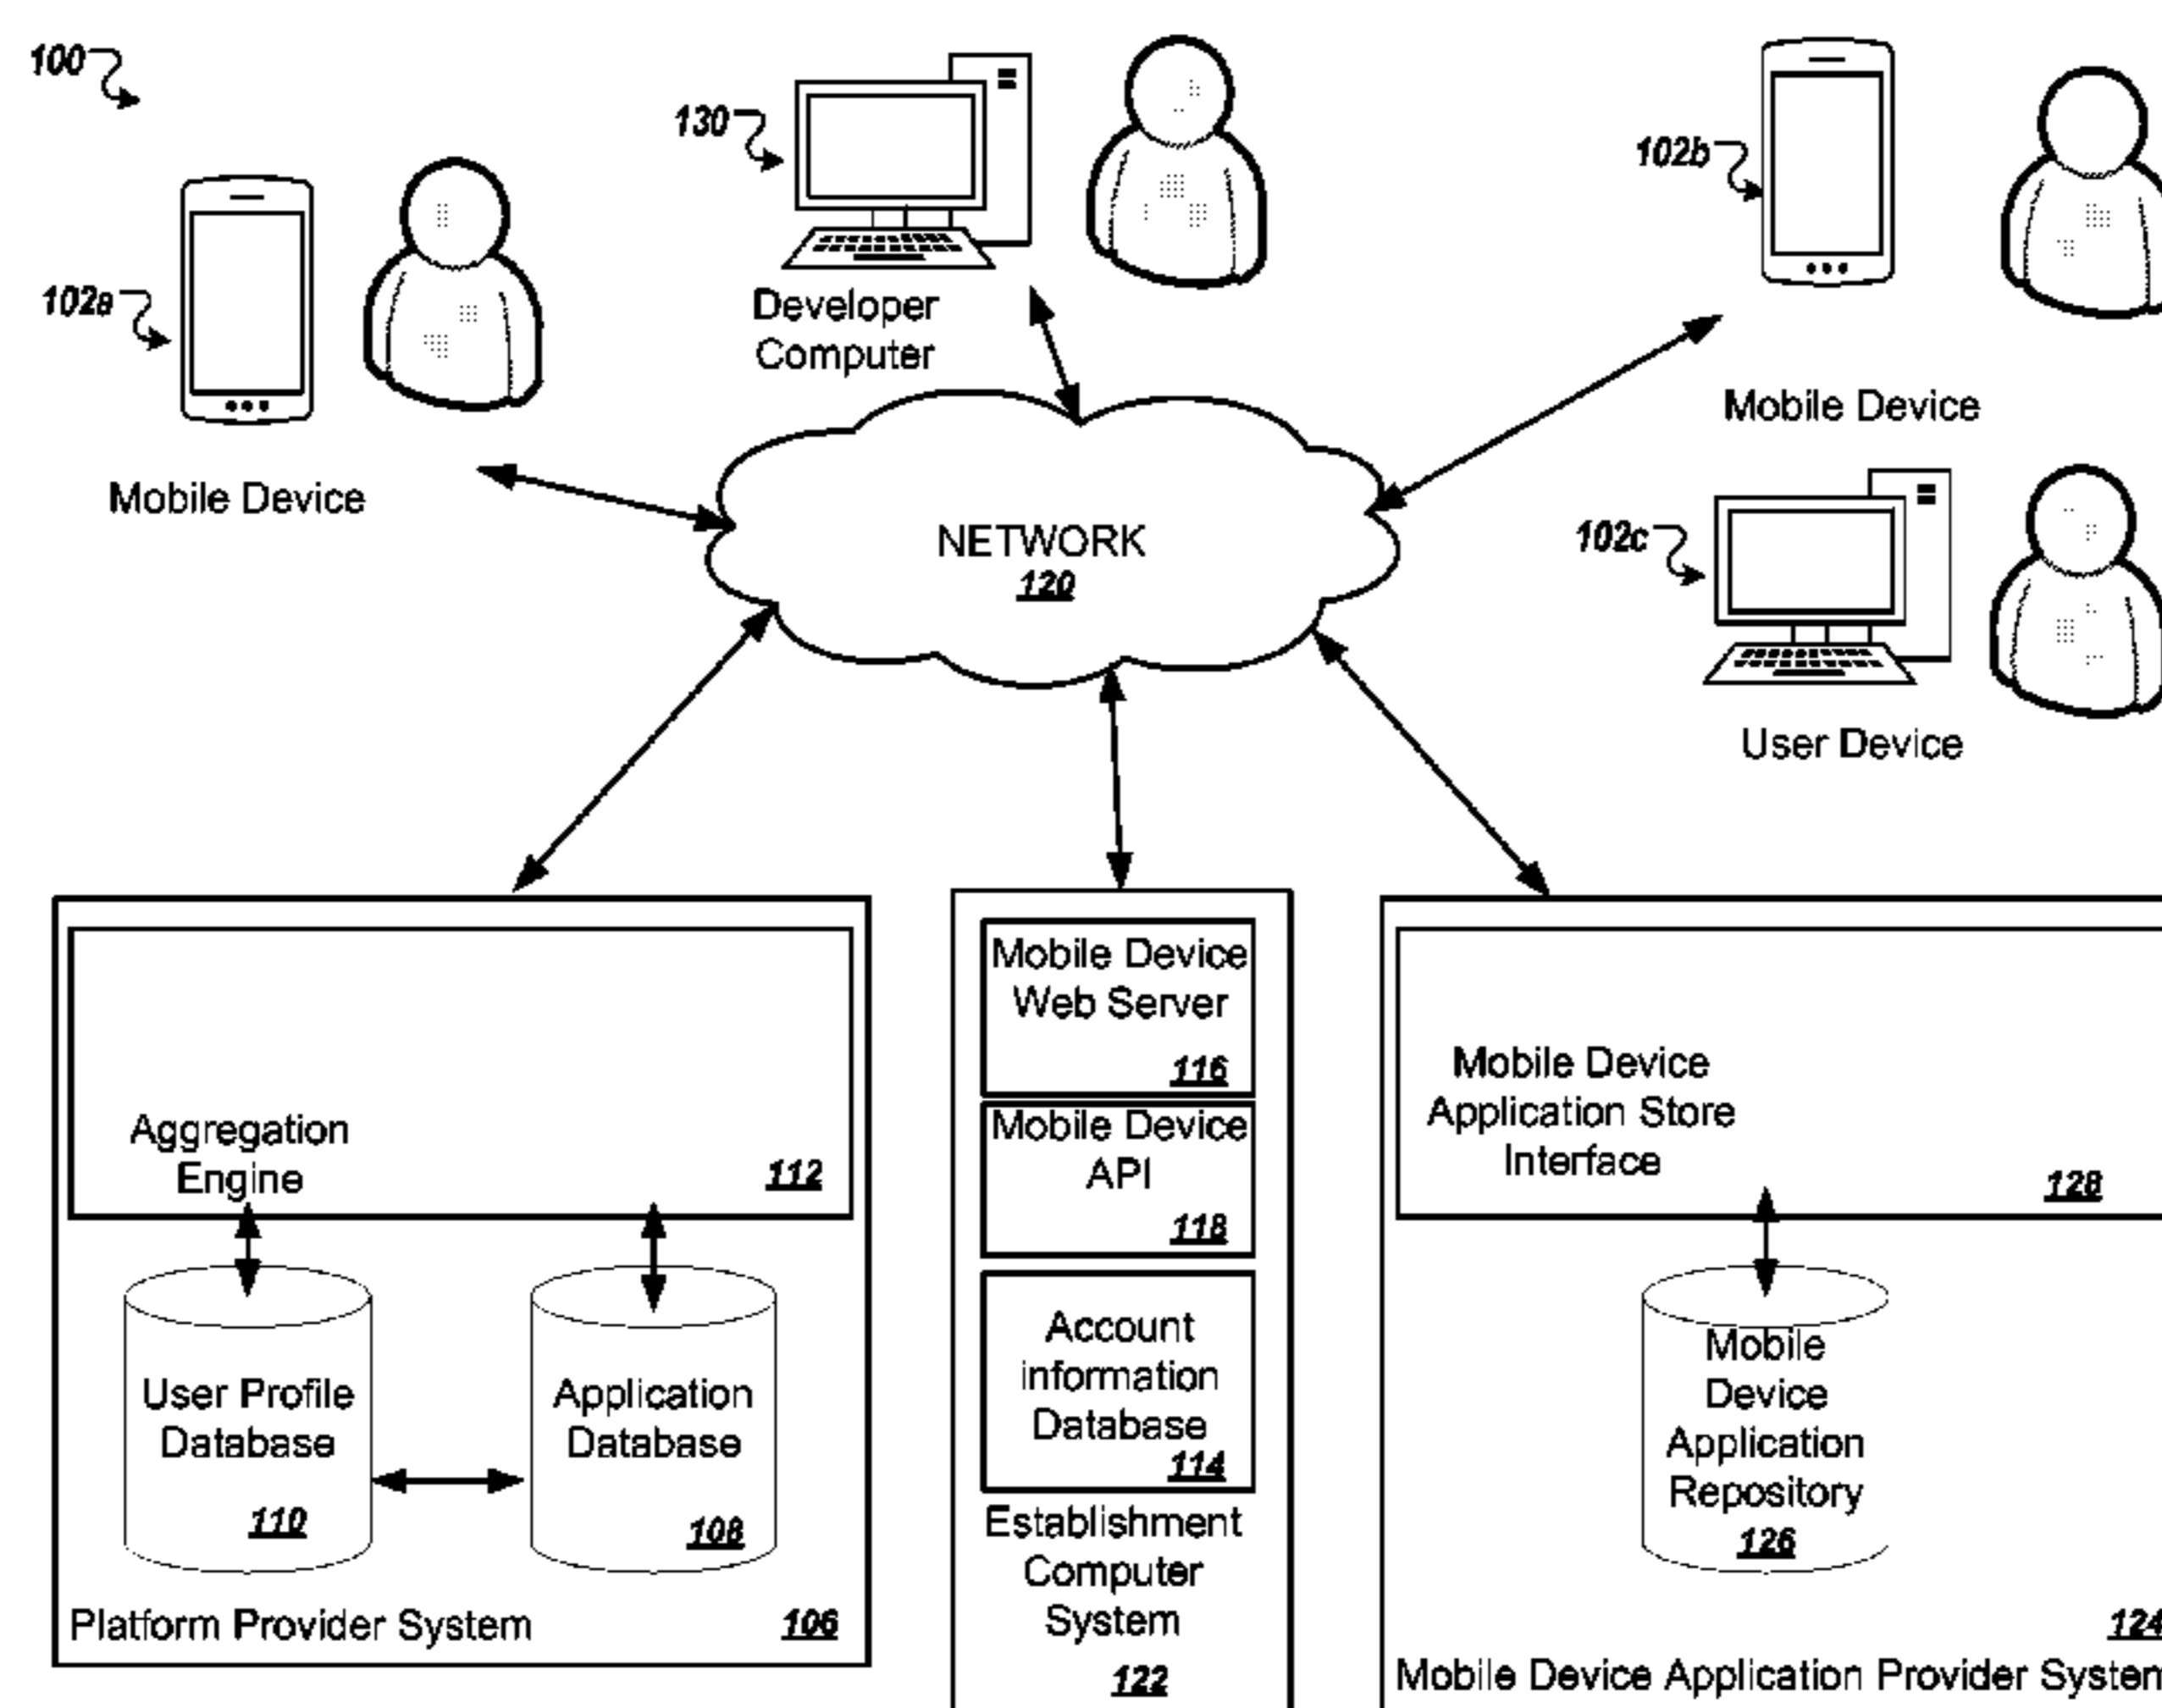 100
130
102b
102a
Developer
Computer
Mobile Device
Mobile Device
NETWORK
120
102c
User Device
Mobile Device
Web Server
116
Mobile Device
API
118
Account
information
Database
114
Establishment
Computer
System
122
Aggregation
Engine
112
User Profile
Database
110
Application
Database
108
Platform Provider System
106
Mobile Device
Application Store
Interface
128
Mobile
Device
Application
Repository
126
124
Mobile Device Application Provider System